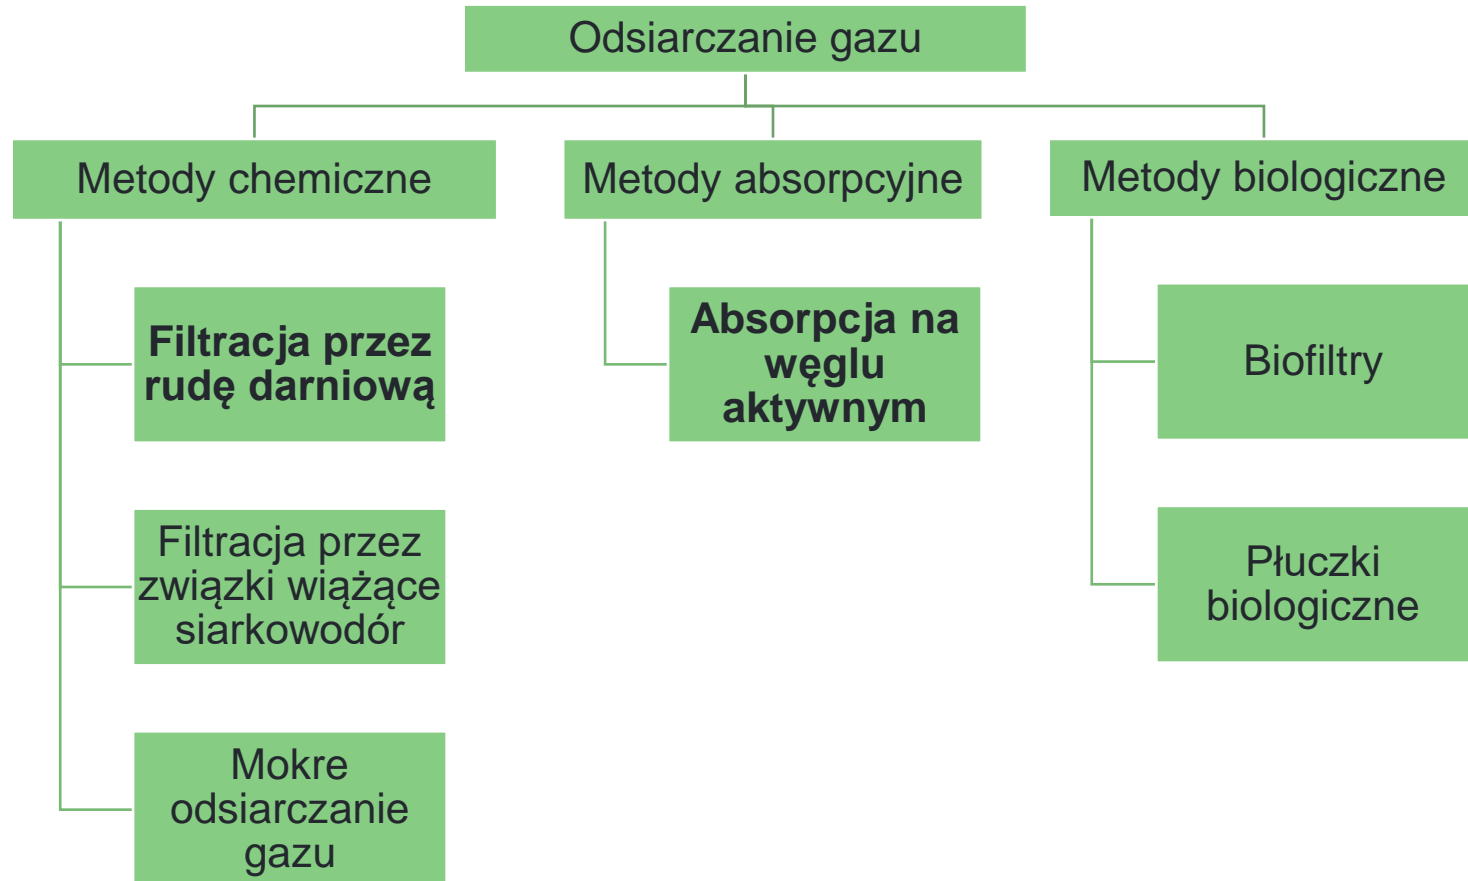 Odsiarczanie gazu
Metody chemiczne
Metody absorpcyjne
Metody biologiczne
Filtracja przez
rudę darniową
Filtracja przez
związki wiążące
siarkowodór
Mokre
odsiarczanie
gazu
Absorpcja na
węglu
aktywnym
Biofiltry
Płuczki
biologiczne